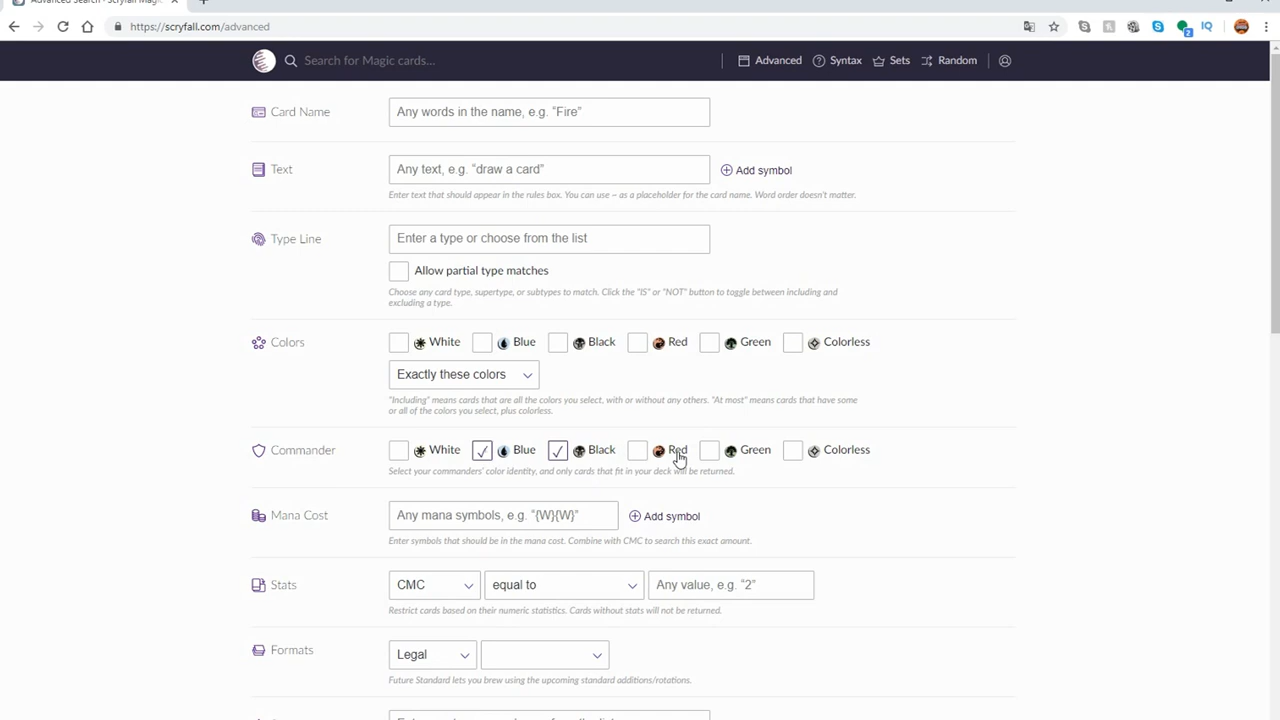 Advanced Search - Scryfall Magic
https://scryfall.com/advanced
2
IQ
Search for Magic cards...
Advanced
Syntax
Sets
Random
Card Name
Any words in the name, e.g. “Fire”
Text
Any text, e.g. “draw a card”
Add symbol
Enter text that should appear in the rules box. You can use ~ as a placeholder for the card name. Word order doesn't matter.
Type Line
Enter a type or choose from the list
Allow partial type matches
Choose any card type, supertype, or subtypes to match. Click the "IS" or "NOT" button to toggle between including and
excluding a type.
Colors
White Blue Black Red Green Colorless
Exactly these colors
"Including" means cards that are all the colors you select, with or without any others. "At most" means cards that have some
or all of the colors you select, plus colorless.
Commander
White Blue Black Red Green Colorless
Select your commanders' color identity, and only cards that fit in your deck will be returned.
Mana Cost
Any mana symbols, e.g. “{W}{W}”
Add symbol
Enter symbols that should be in the mana cost. Combine with CMC to search this exact amount.
Stats
CMC
equal to
Any value, e.g. “2”
Restrict cards based on their numeric statistics. Cards without stats will not be returned.
Formats
Legal
Future Standard lets you brew using the upcoming standard additions/rotations.